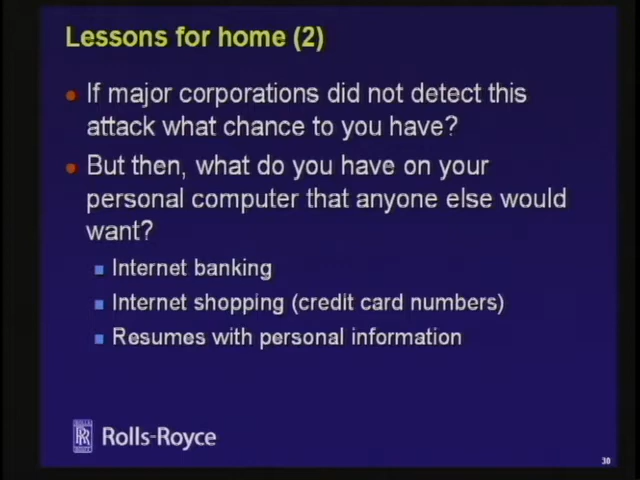 Lessons for home (2)
If major corporations did not detect this
attack what chance to you have?
But then, what do you have on your
personal computer that anyone else would
want?
Internet banking
Internet shopping (credit card numbers)
Resumes with personal information
Rolls-Royce
30